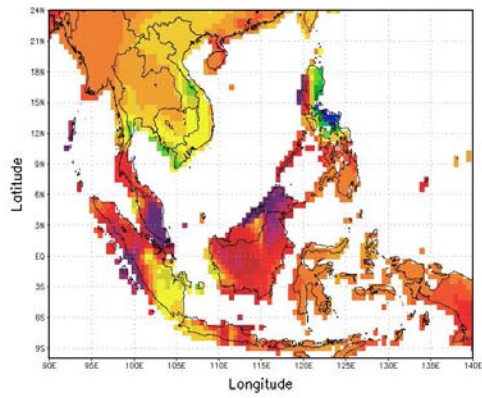 24N
21N
18N
15N
12N
9N
6N
3N
EQ
3S
6S
9S
90E 95E 100E 105E 110E 115E 120E 125E 130E 135E 140E
Latitude
Longitude